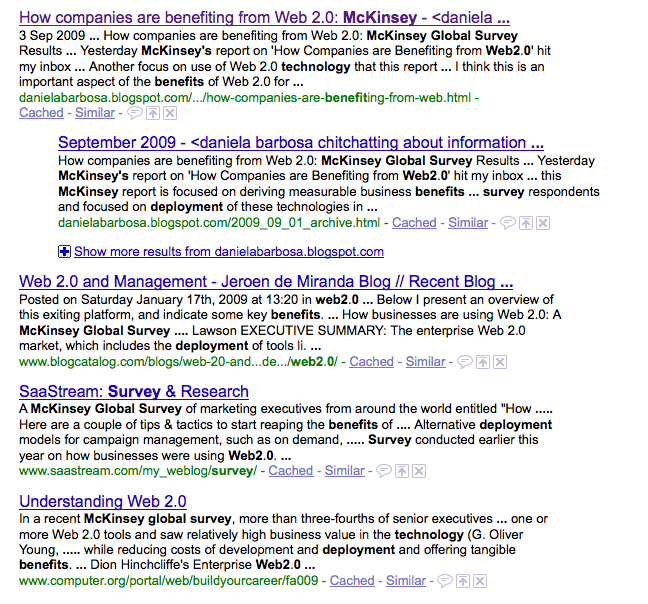 How companies are benefiting from Web 2.0: McKinsey - <daniela ...
3 Sep 2009 ... How companies are benefiting from Web 2.0: McKinsey Global Survey
Results ... Yesterday McKinsey's report on 'How Companies are Benefiting from Web2.0' hit
my inbox ... Another focus on use of Web 2.0 technology that this report ... I think this is an
important aspect of the benefits of Web 2.0 for ...
danielabarbosa.blogspot.com/.../how-companies-are-benefiting-from-web.html -
Cached - Similar -
September 2009 - <daniela barbosa chitchatting about information ...
How companies are benefiting from Web 2.0: McKinsey Global Survey Results ... Yesterday
McKinsey's report on 'How Companies are Benefiting from Web2.0' hit my inbox ... this
McKinsey report is focused on deriving measurable business benefits ... survey respondents
and focused on deployment of these technologies in ...
danielabarbosa.blogspot.com/2009_09_01_archive.html - Cached - Similar -
Show more results from danielabarbosa.blogspot.com
Web 2.0 and Management - Jeroen de Miranda Blog // Recent Blog ...
Posted on Saturday January 17th, 2009 at 13:20 in web2.0 ... Below I present an overview of
this exiting platform, and indicate some key benefits. ... How businesses are using Web 2.0: A
McKinsey Global Survey .... Lawson EXECUTIVE SUMMARY: The enterprise Web 2.0
market, which includes the deployment of tools li. ...
www.blogcatalog.com/blogs/web-20-and...de.../web2.0/ - Cached - Similar -
SaaStream: Survey & Research
A McKinsey Global Survey of marketing executives from around the world entitled "How .....
Here are a couple of tips & tactics to start reaping the benefits of .... Alternative deployment
models for campaign management, such as on demand, ..... Survey conducted earlier this
year on how businesses were using Web2.0. ...
www.saastream.com/my_weblog/survey/ - Cached - Similar -
Understanding Web 2.0
In a recent McKinsey global survey, more than three-fourths of senior executives ... one or
more Web 2.0 tools and saw relatively high business value in the technology (G. Oliver
Young, ..... while reducing costs of development and deployment and offering tangible
benefits. ... Dion Hinchcliffe's Enterprise Web2.0 ...
www.computer.org/portal/web/buildyourcareer/fa009 - Cached - Similar -